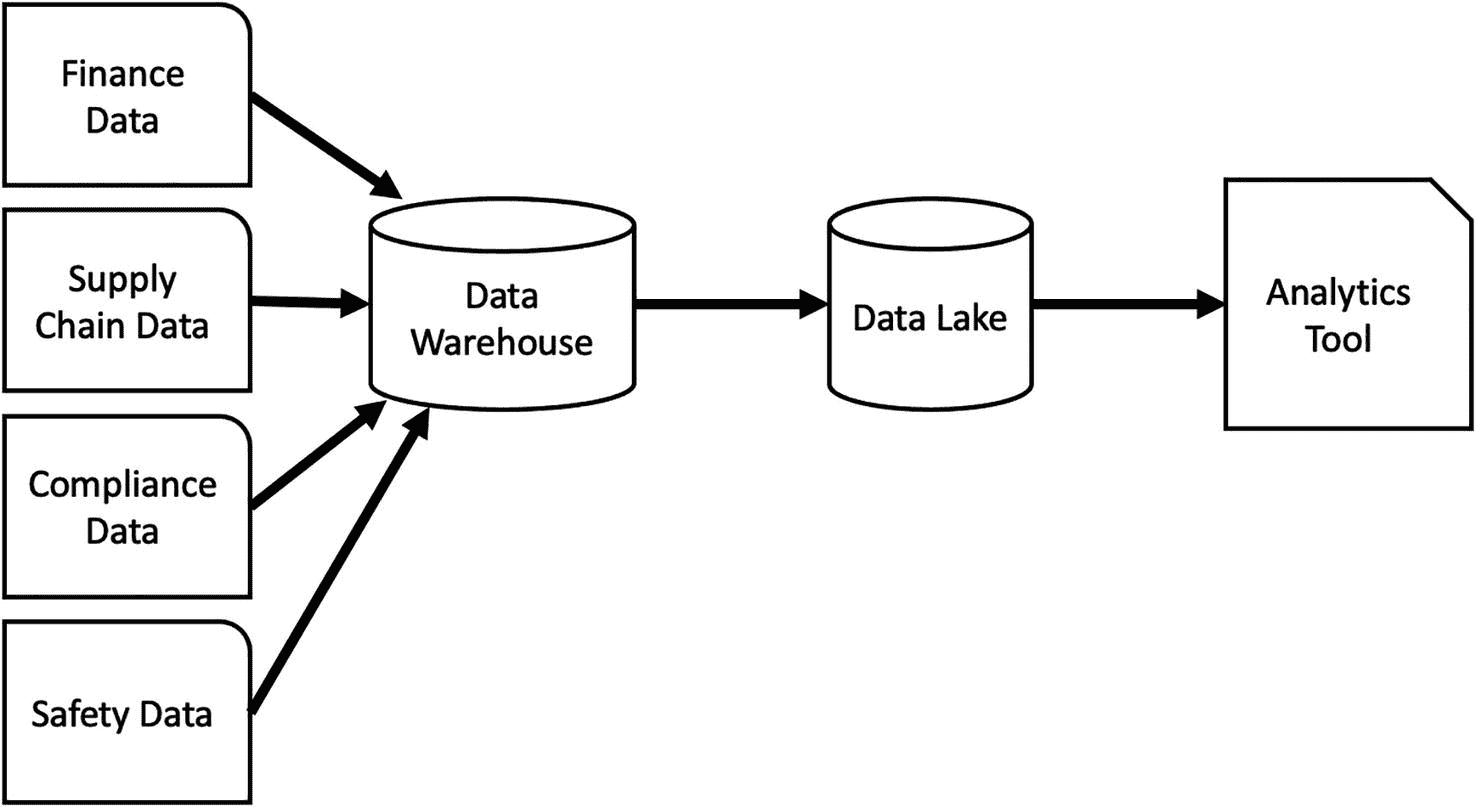 Finance
Data
Supply
Chain Data
Compliance
Data
Safety Data
Data
Warehouse
Data Lake
Analytics
Tool